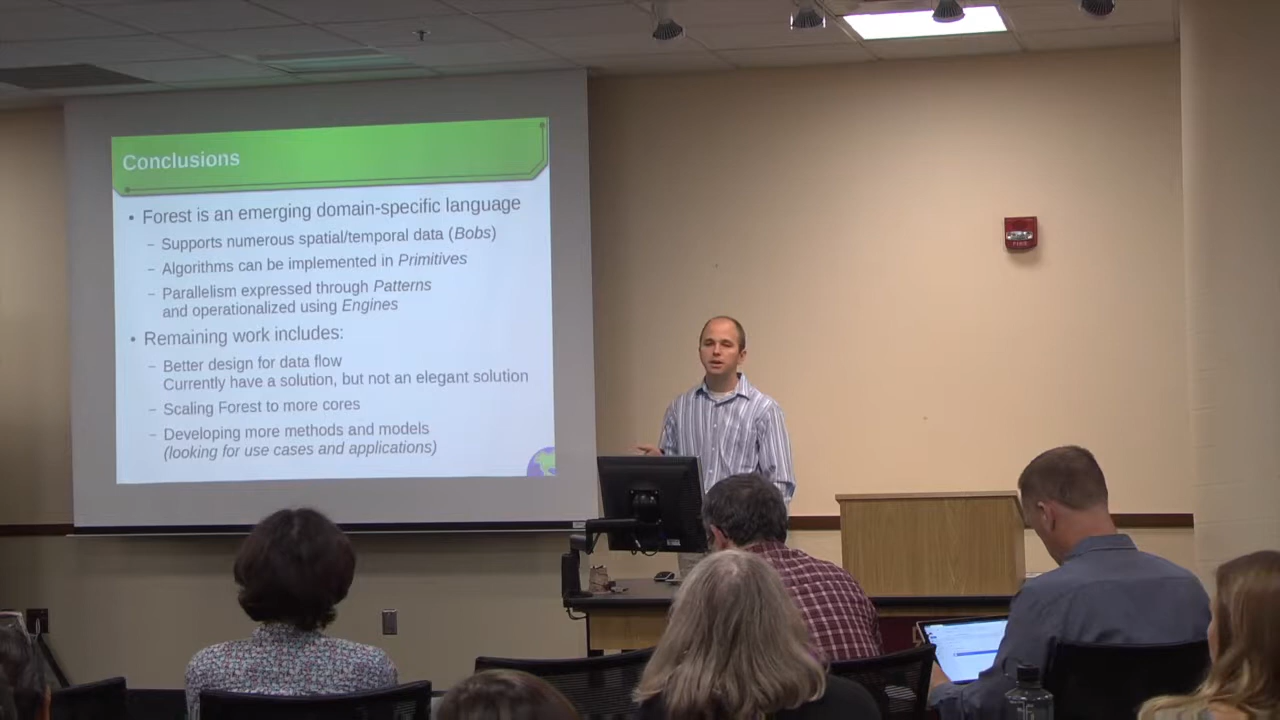 Conclusions
• Forest is an emerging domain-specific language
– Supports numerous spatial/temporal data (Bobs)
– Algorithms can be implemented in Primitives
– Parallelism expressed through Patterns
and operationalized using Engines
• Remaining work includes:
– Better design for data flow
Currently have a solution, but not an elegant solution
– Scaling Forest to more cores
– Developing more methods and models
(looking for use cases and applications)
FIRE